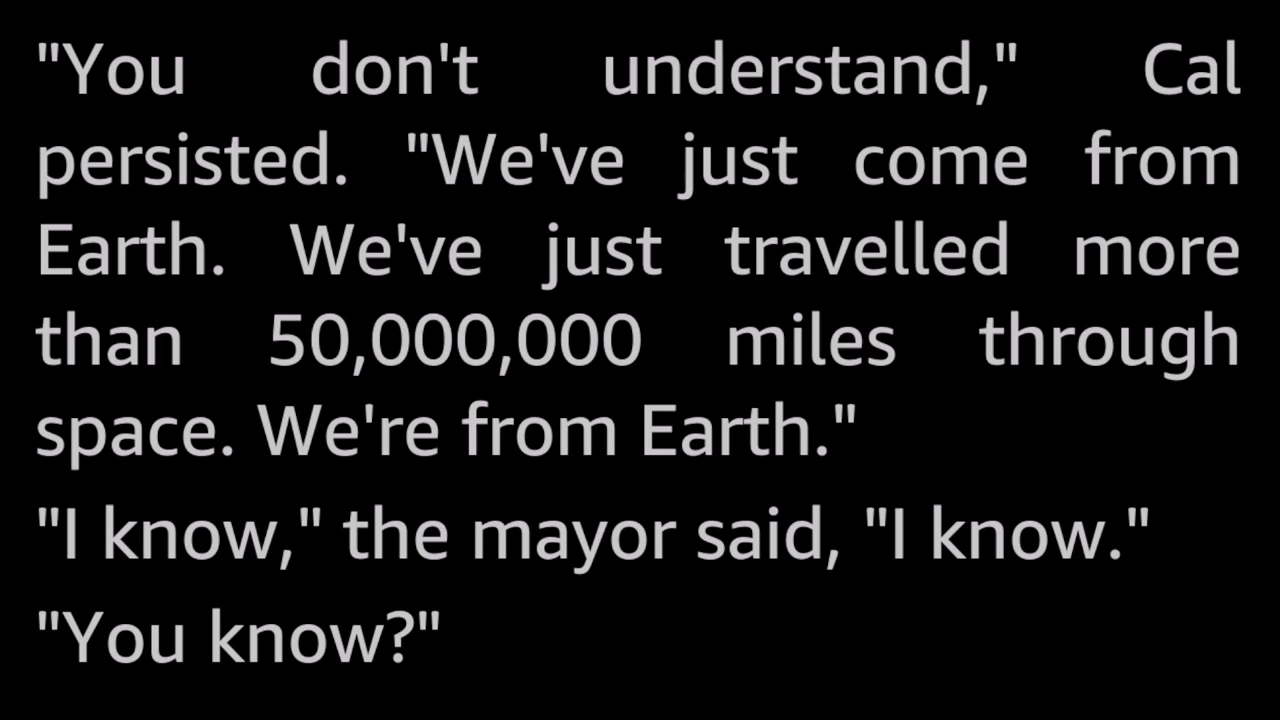 "You don't understand," Cal
persisted. "We've just come from
Earth. We've just travelled more
than 50,000,000 miles through
space. We're from Earth."
"I know," the mayor said, "I know."
"You know?"